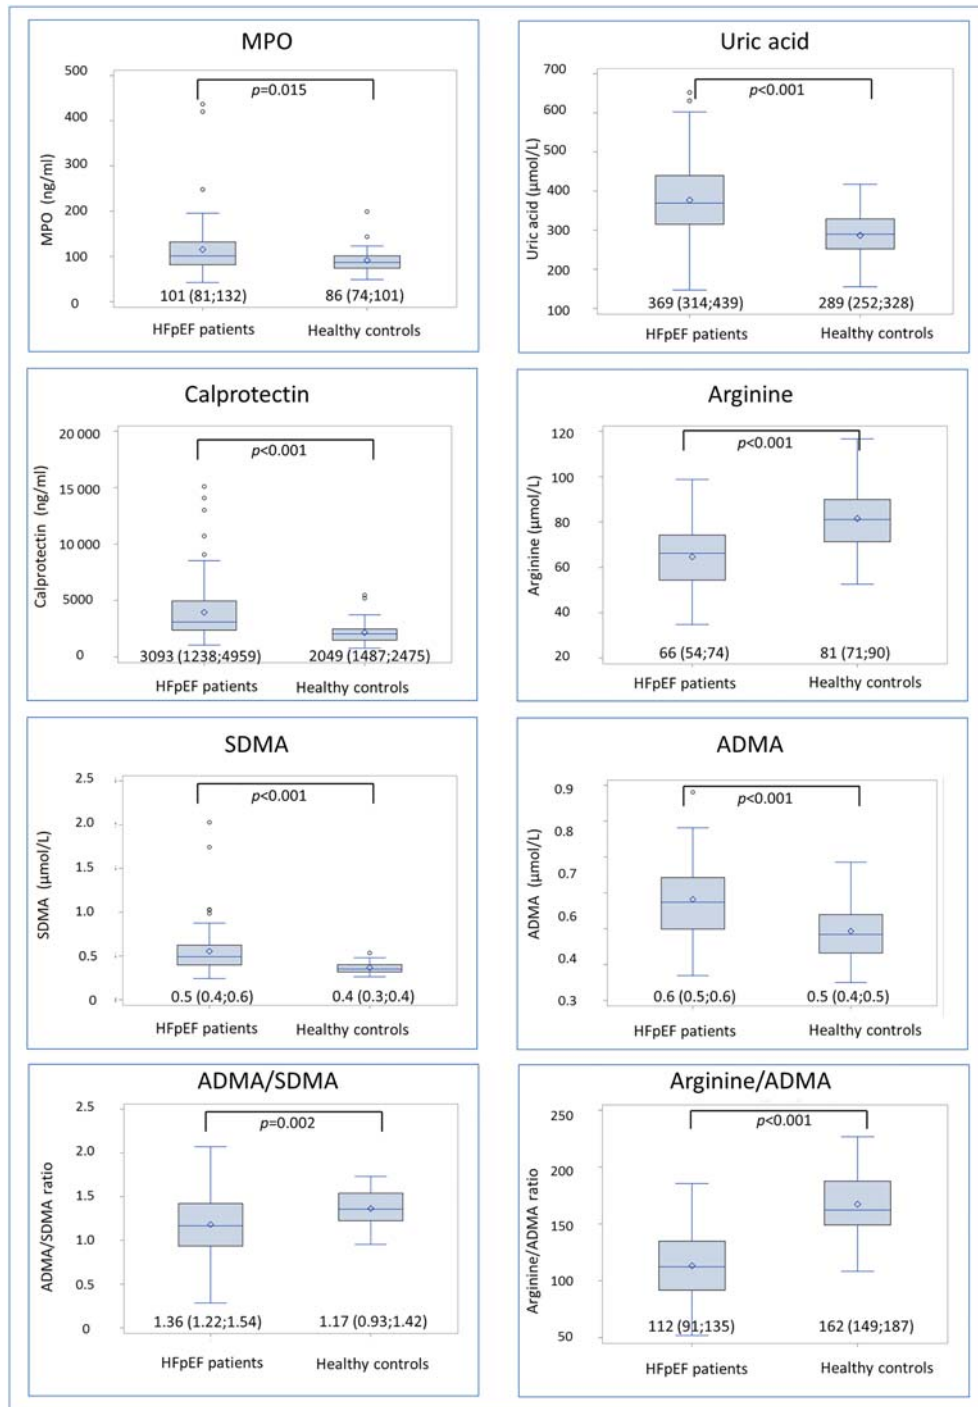 MPO
500
400
300
200
100
0
MPO (ng/ml)
p=0.015
101 (81;132)
86 (74;101)
HFpEF patients
Healthy controls
Uric acid
700
600
500
400
300
200
100
Uric acid (µmol/L)
p<0.001
369 (314;439)
289 (252;328)
HFpEF patients
Healthy controls
Calprotectin
20 000
15 000
10 000
5000
0
Calprotectin (ng/ml)
p<0.001
3093 (1238;4959)
2049 (1487;2475)
HFpEF patients
Healthy controls
Arginine
120
100
80
60
40
20
Arginine (µmol/L)
p<0.001
66 (54;74)
81 (71;90)
HFpEF patients
Healthy controls
SDMA
2.5
2.0
1.5
1.0
0.5
0
SDMA (µmol/L)
p<0.001
0.5 (0.4;0.6)
0.4 (0.3;0.4)
HFpEF patients
Healthy controls
ADMA
0.9
0.8
0.7
0.6
0.4
0.3
ADMA (µmol/L)
p<0.001
0.6 (0.5;0.6)
0.5 (0.4;0.5)
HFpEF patients
Healthy controls
ADMA/SDMA
2.5
2.0
1.5
1.0
0.5
0
ADMA/SDMA ratio
p=0.002
1.36 (1.22;1.54)
1.17 (0.93;1.42)
HFpEF patients
Healthy controls
Arginine/ADMA
250
200
150
100
50
Arginine/ADMA ratio
p<0.001
112 (91;135)
162 (149;187)
HFpEF patients
Healthy controls